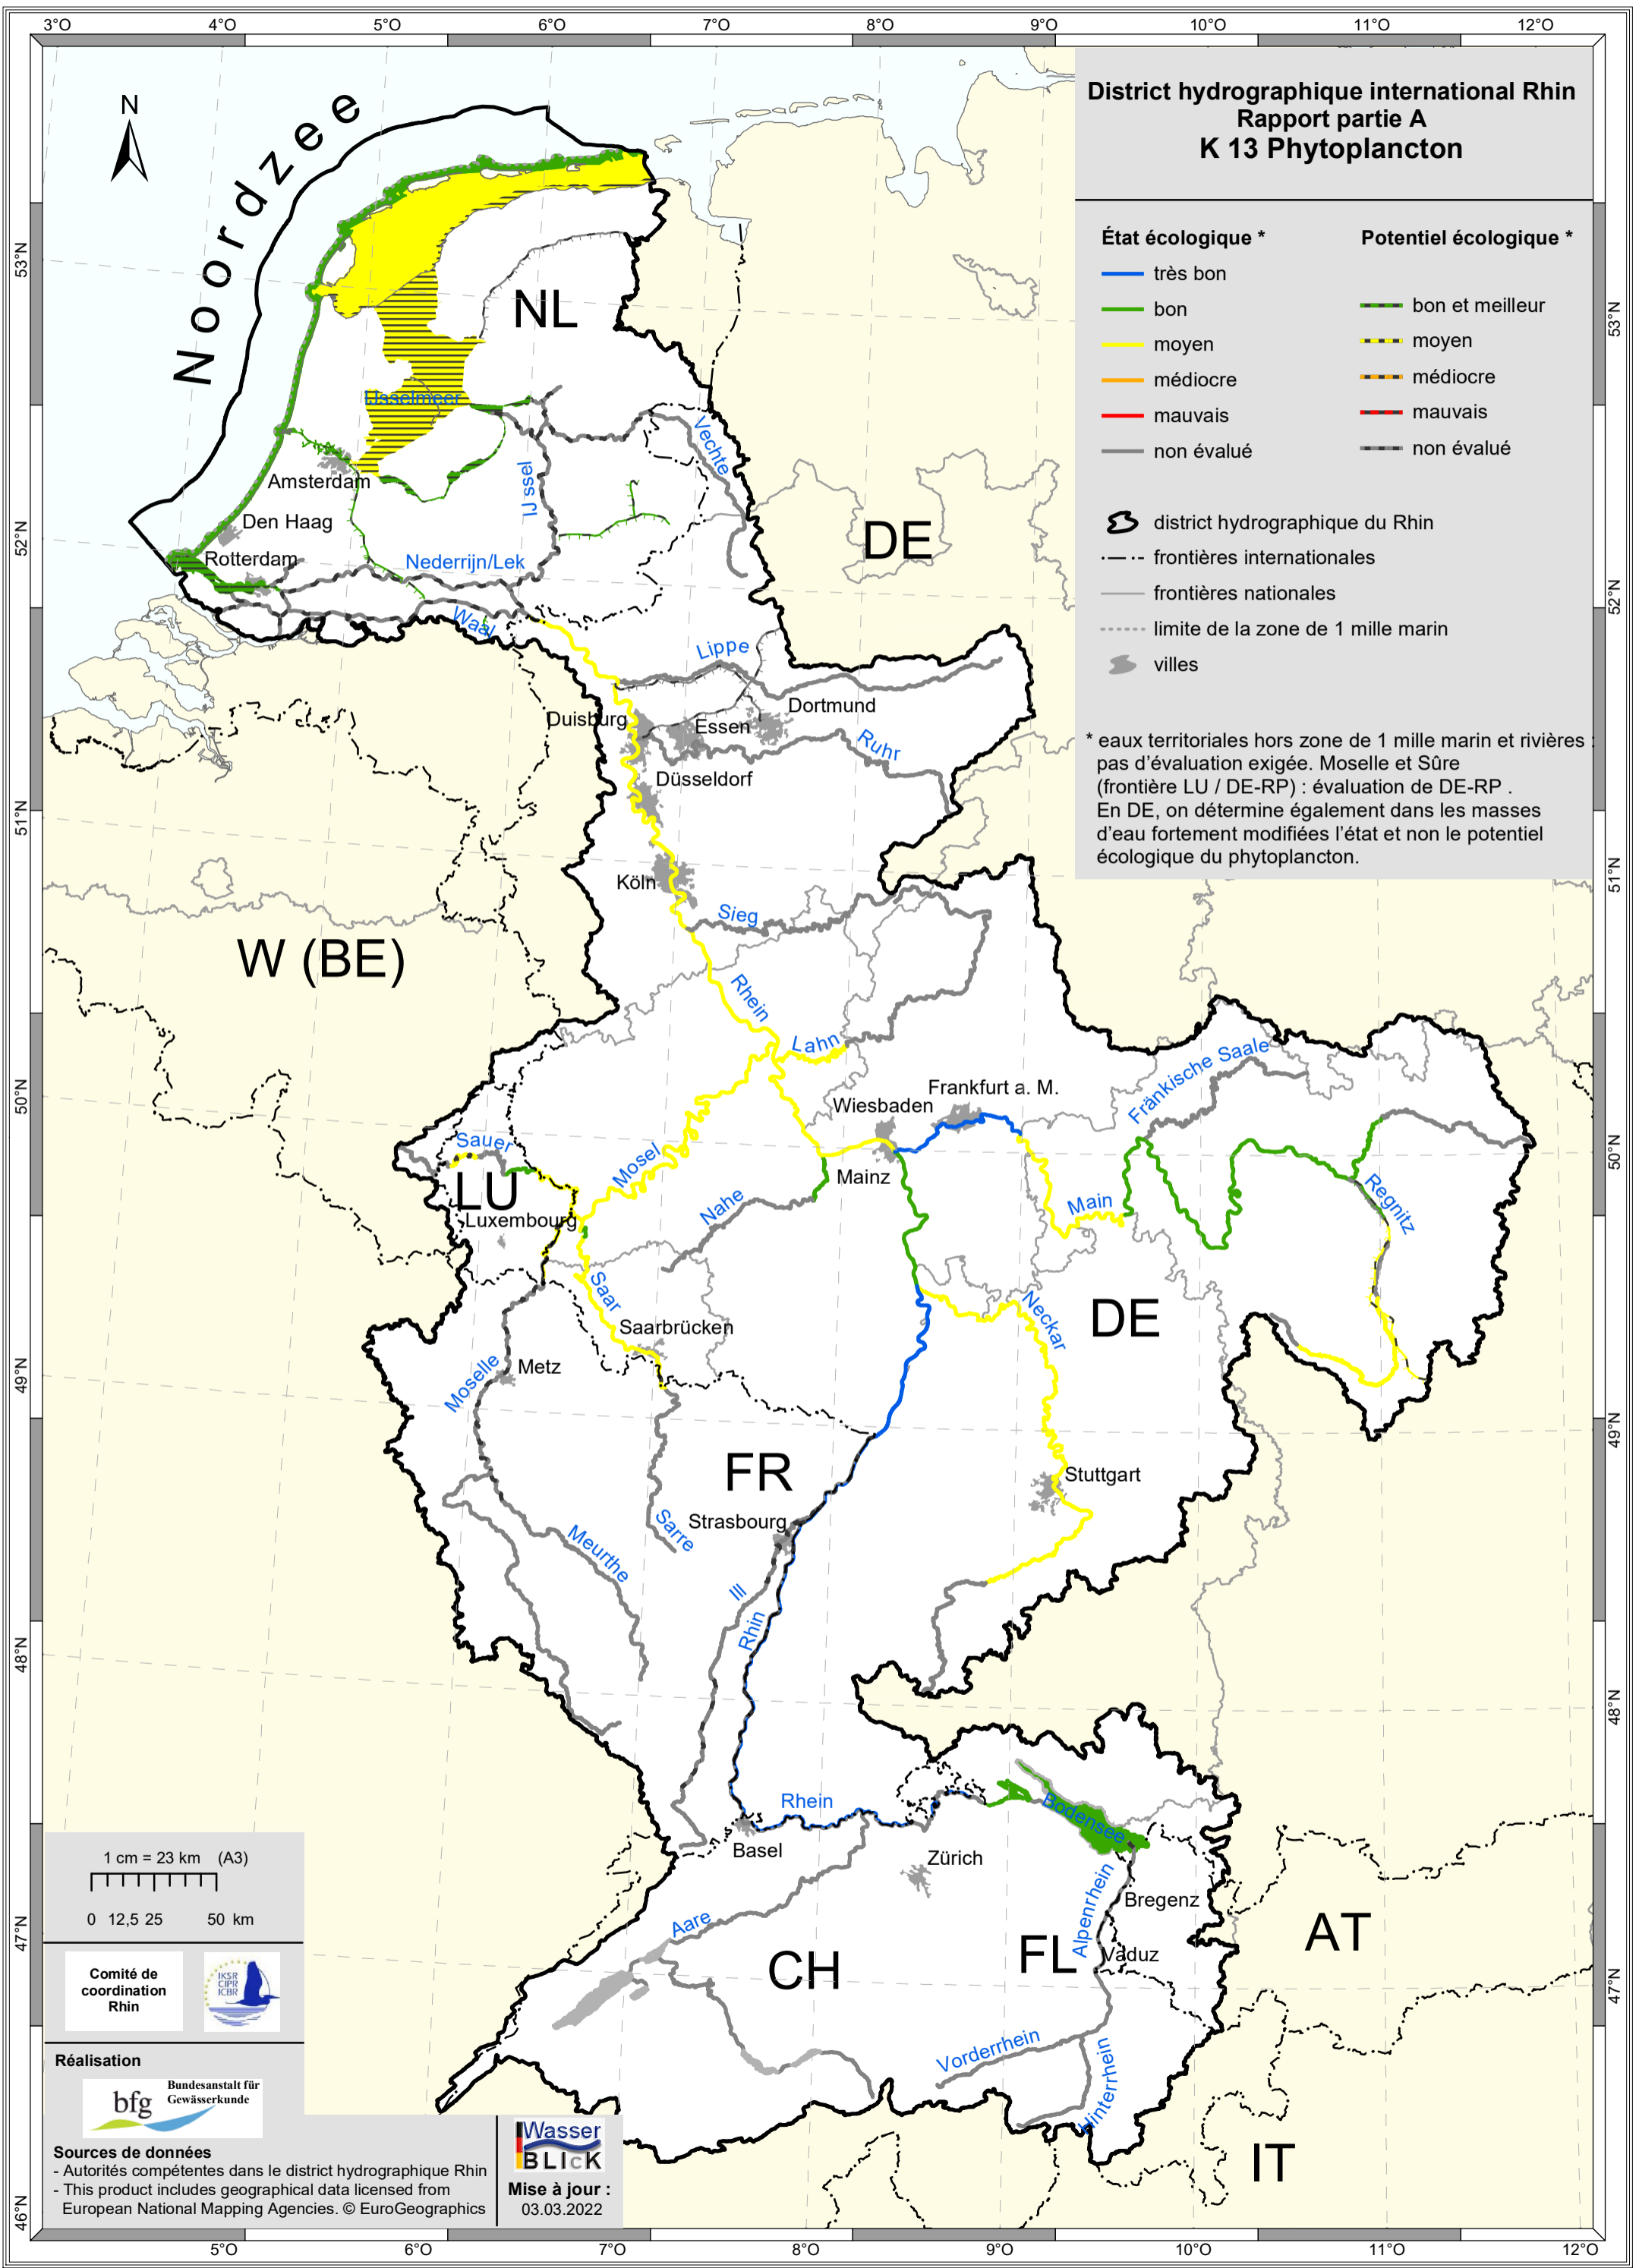 3°O 4°O 5°O 6°O 7°O 8°O 9°O 10°O 11°O 12°O
N
Noordzee
District hydrographique international Rhin
Rapport partie A
K 13 Phytoplancton
État écologique *
très bon
bon
moyen
médiocre
mauvais
non évalué
Potentiel écologique *
bon et meilleur
moyen
médiocre
mauvais
non évalué
district hydrographique du Rhin
frontières internationales
frontières nationales
limite de la zone de 1 mille marin
villes
* eaux territoriales hors zone de 1 mille marin et rivières :
pas d’évaluation exigée. Moselle et Sûre
(frontière LU / DE-RP) : évaluation de DE-RP .
En DE, on détermine également dans les masses
d’eau fortement modifiées l’état et non le potentiel
écologique du phytoplancton.
53°N
52°N
51°N
50°N
49°N
48°N
47°N
46°N
53°N
52°N
51°N
50°N
49°N
48°N
47°N
NL
IJsselmeer
Vechte
Amsterdam
IJssel
Den Haag
DE
Rotterdam
Nederrijn/Lek
Waal
Lippe
Duisburg
Dortmund
Essen
Ruhr
Düsseldorf
Köln
Sieg
W (BE)
Rhein
Lahn
Fränkische Saale
Frankfurt a. M.
Wiesbaden
Sauer
Mosel
Mainz
LU
Luxembourg
Nahe
Main
Regnitz
Saar
Neckar
DE
Saarbrücken
Moselle
Metz
FR
Stuttgart
Strasbourg
Sarre
Meurthe
Ill
Rhin
Rhein
Bodensee
Basel
Zürich
Bregenz
Alpenrhein
Aare
FL
Vaduz
AT
CH
Vorderrhein
Hinterrhein
IT
1 cm = 23 km (A3)
0 12,5 25 50 km
Comité de
coordination
Rhin
IKSR
CIPR
ICBR
Réalisation
bfg
Bundesanstalt für
Gewässerkunde
Sources de données
- Autorités compétentes dans le district hydrographique Rhin
- This product includes geographical data licensed from
European National Mapping Agencies. © EuroGeographics
Wasser
BLIcK
Mise à jour :
03.03.2022
5°O 6°O 7°O 8°O 9°O 10°O 11°O 12°O